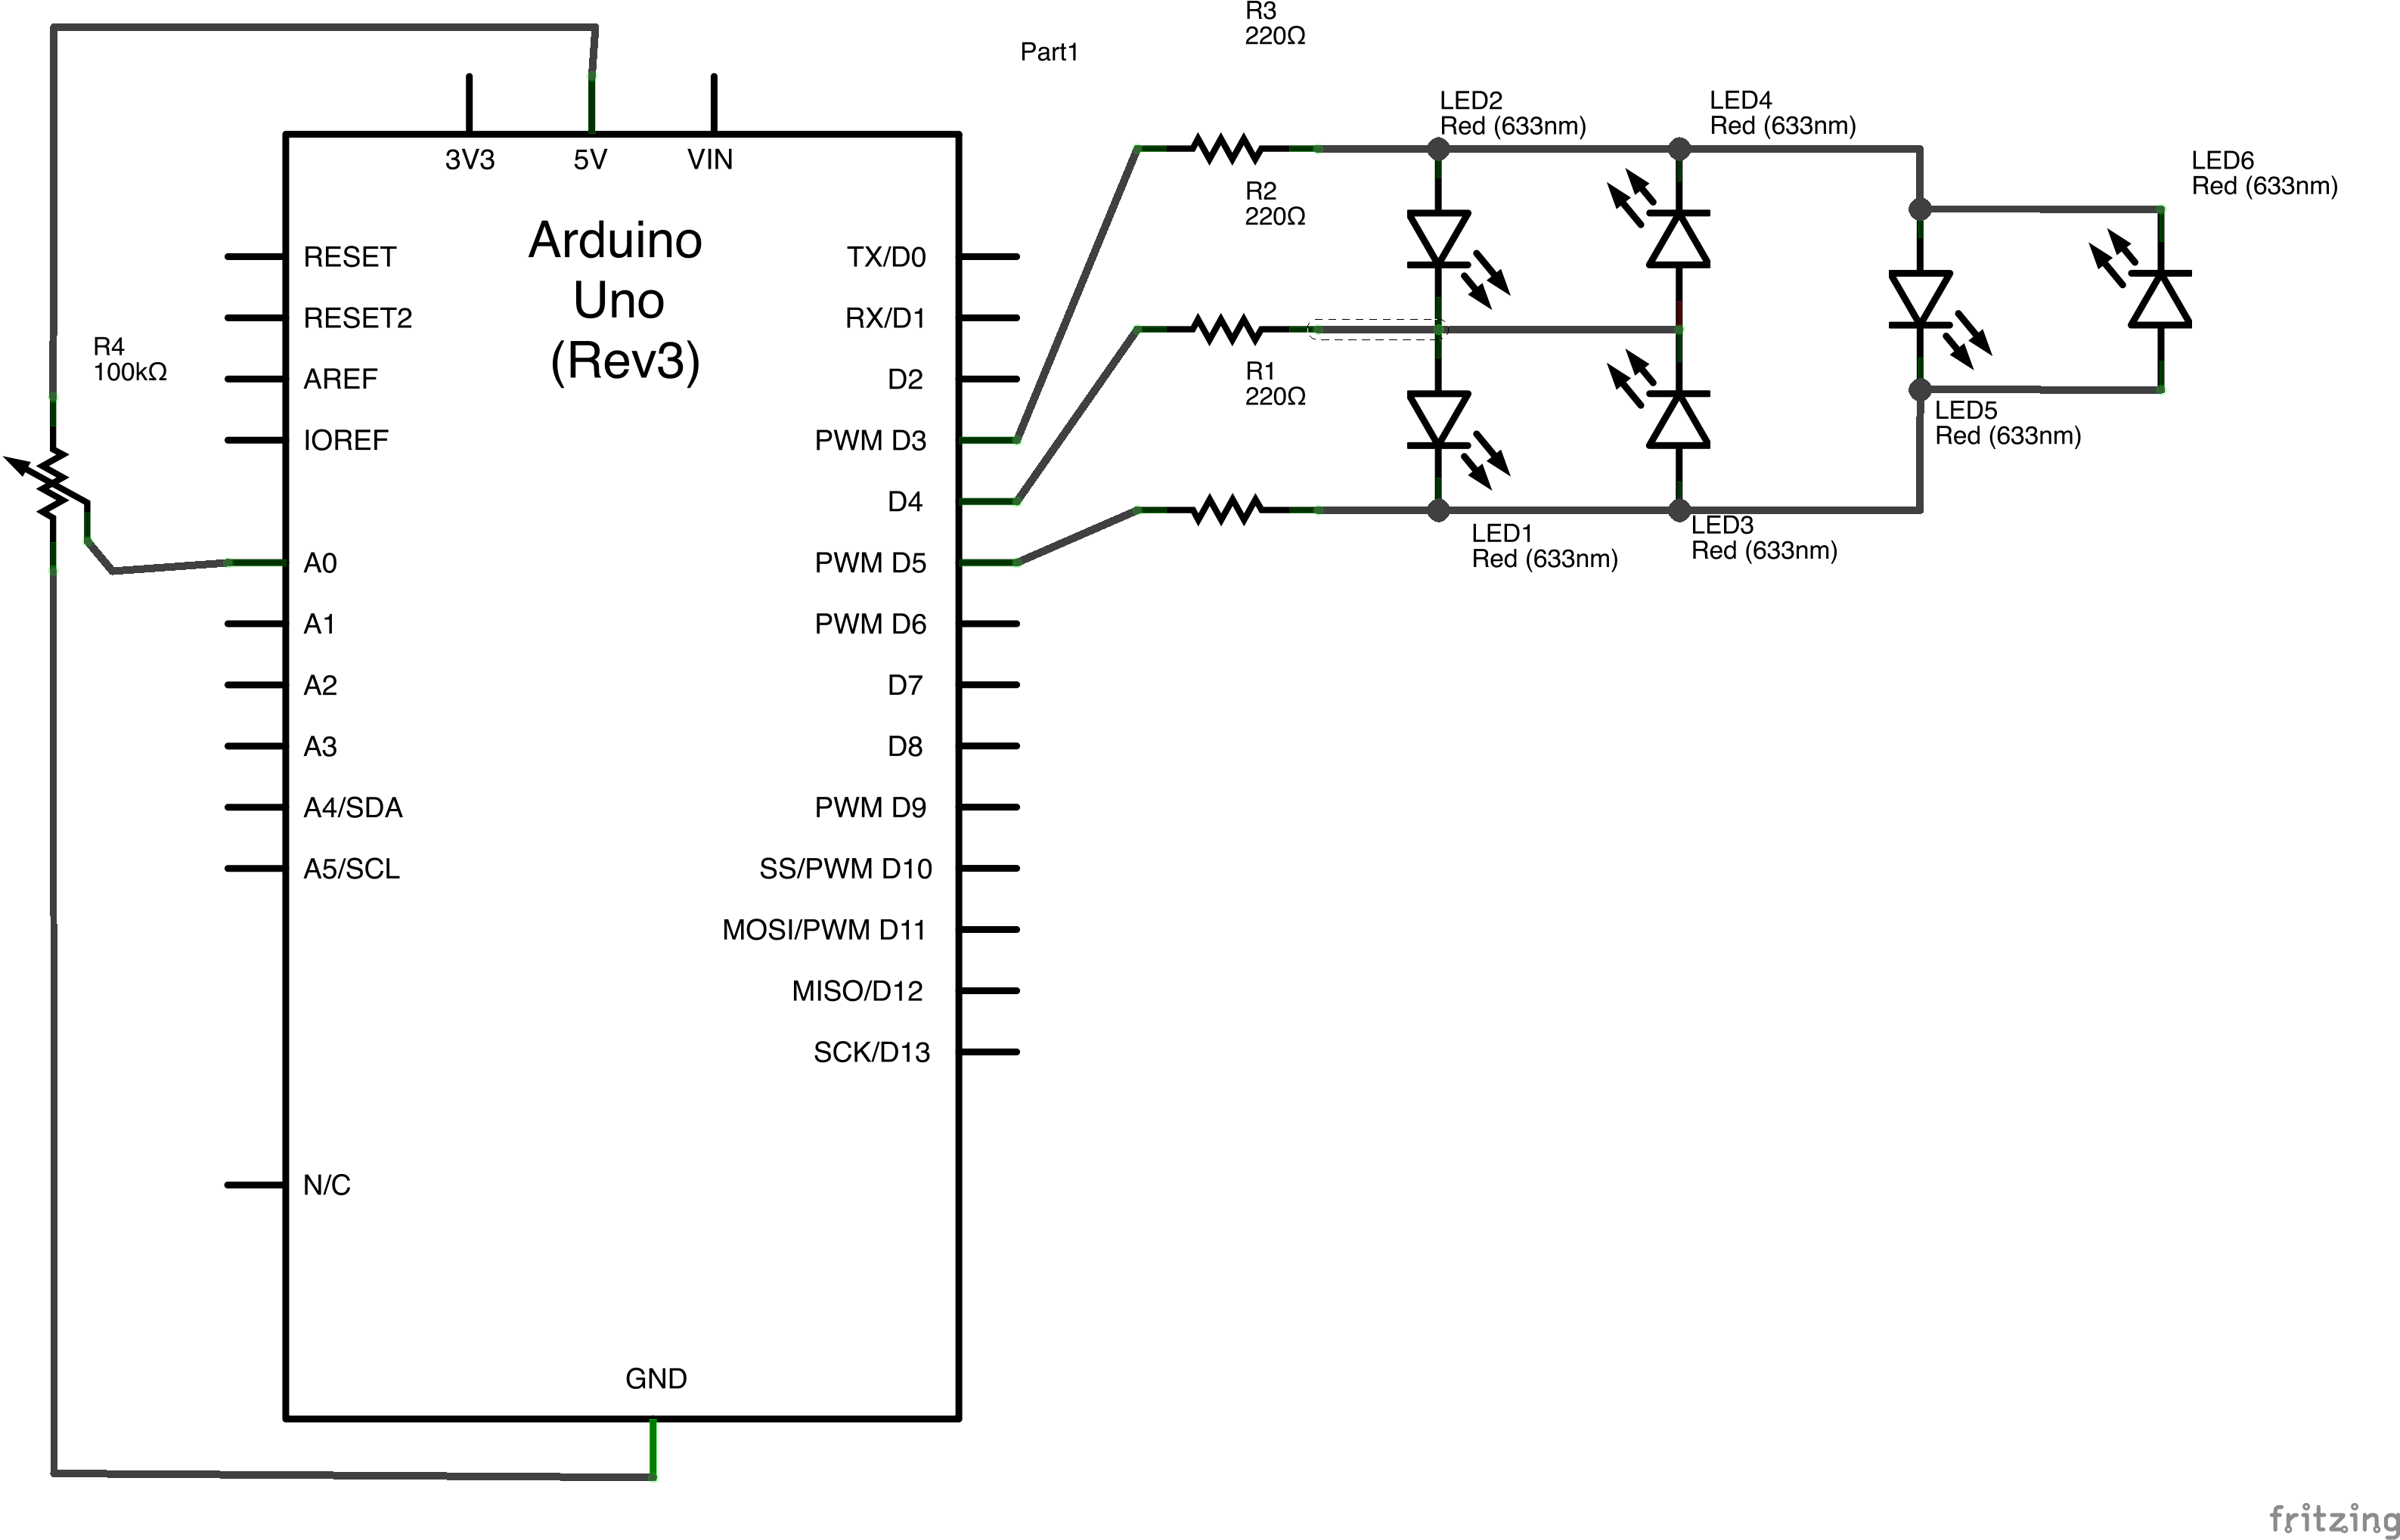 R3
220Ω
Part1
LED2
Red (633nm)
LED4
Red (633nm)
3V3
5V
VIN
LED6
Red (633nm)
R2
220Ω
Arduino
Uno
(Rev3)
RESET
TX/D0
RESET2
RX/D1
R4
100kΩ
AREF
D2
R1
220Ω
IOREF
PWM D3
LED5
Red (633nm)
D4
LED1
Red (633nm)
LED3
Red (633nm)
A0
PWM D5
A1
PWM D6
A2
D7
A3
D8
A4/SDA
PWM D9
A5/SCL
SS/PWM D10
MOSI/PWM D11
MISO/D12
SCK/D13
N/C
GND
fritzing